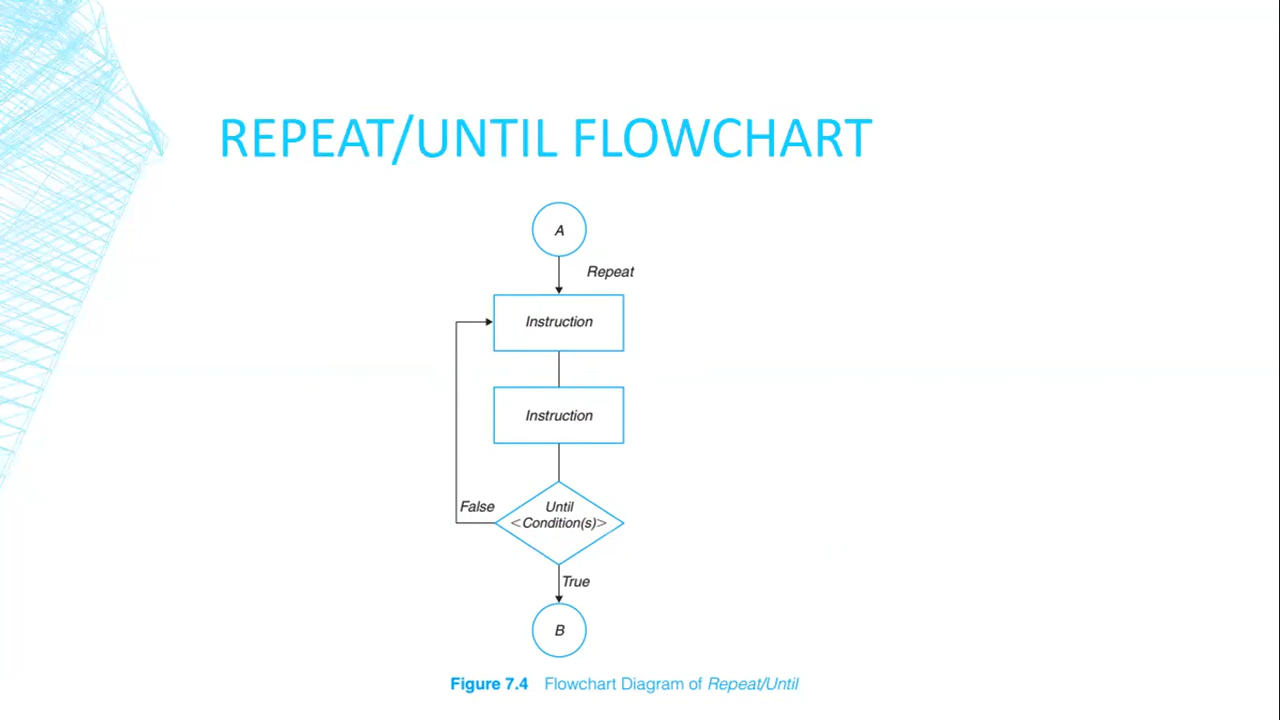 REPEAT/UNTIL FLOWCHART
A
Repeat
Instruction
Instruction
False
Until
<Condition(s)>
True
B
Figure 7.4 Flowchart Diagram of Repeat/Until